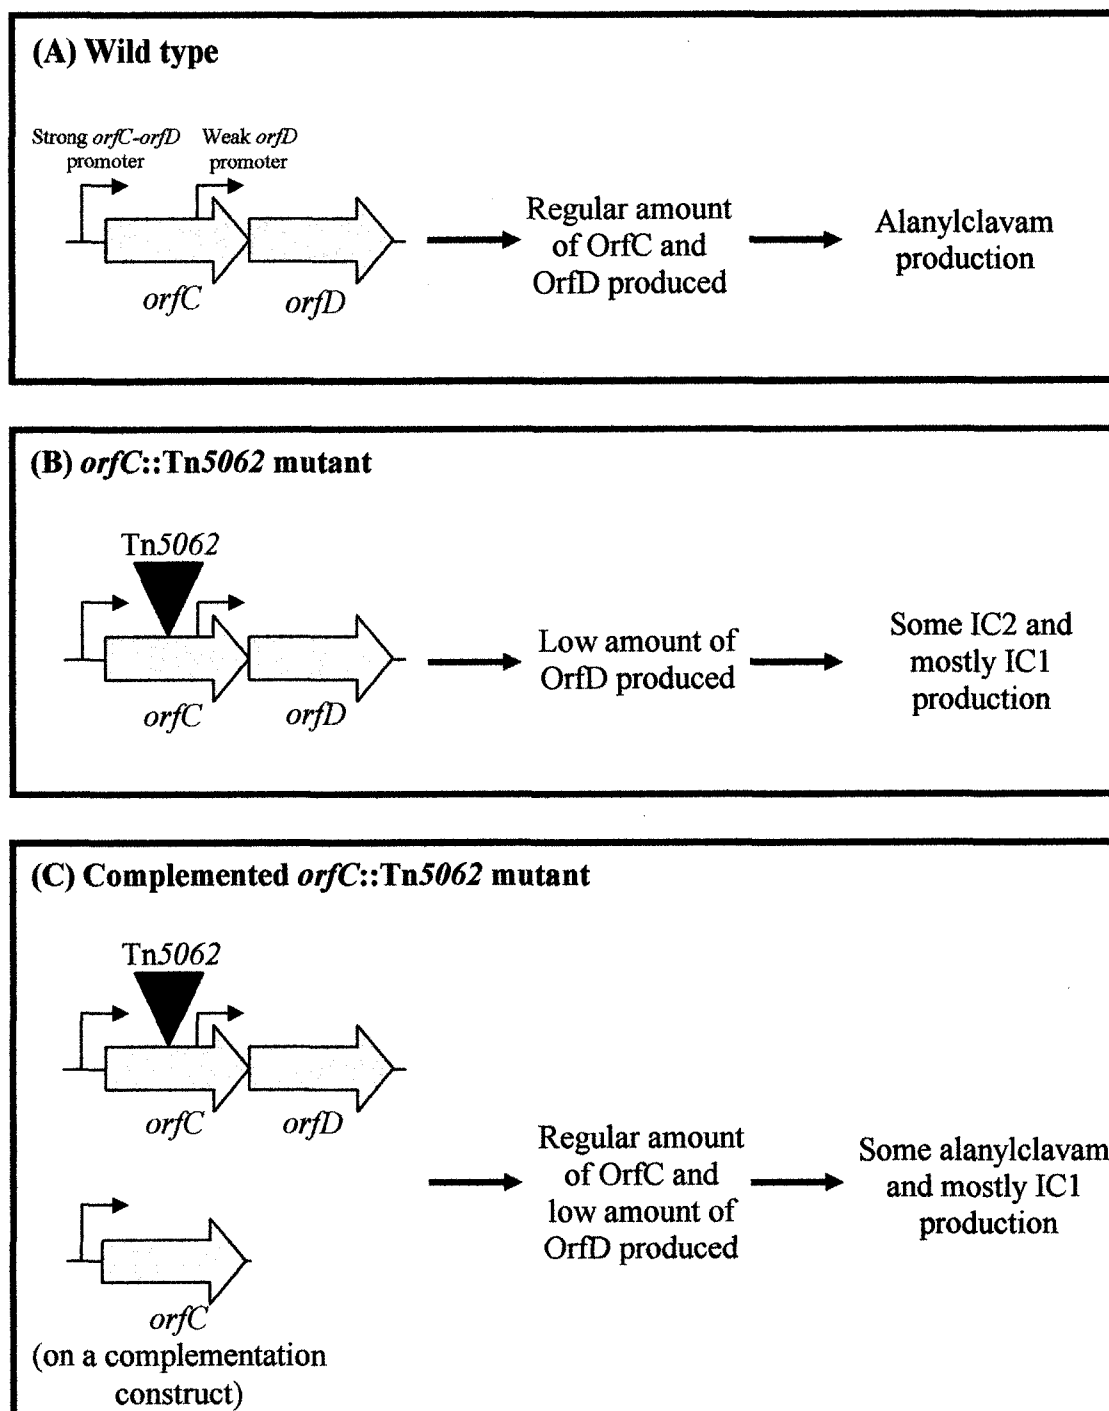 (A) Wild type
Strong orfC-orfD
promoter
Weak orfD
promoter
orfC
orfD
Regular amount
of OrfC and
OrfD produced
Alanylclavam
production
(B) orfC::Tn5062 mutant
Tn5062
orfC
orfD
Low amount of
OrfD produced
Some IC2 and
mostly IC1
production
(C) Complemented orfC::Tn5062 mutant
Tn5062
orfC
orfD
orfC
(on a complementation
construct)
Regular amount
of OrfC and
low amount of
OrfD produced
Some alanylclavam
and mostly IC1
production